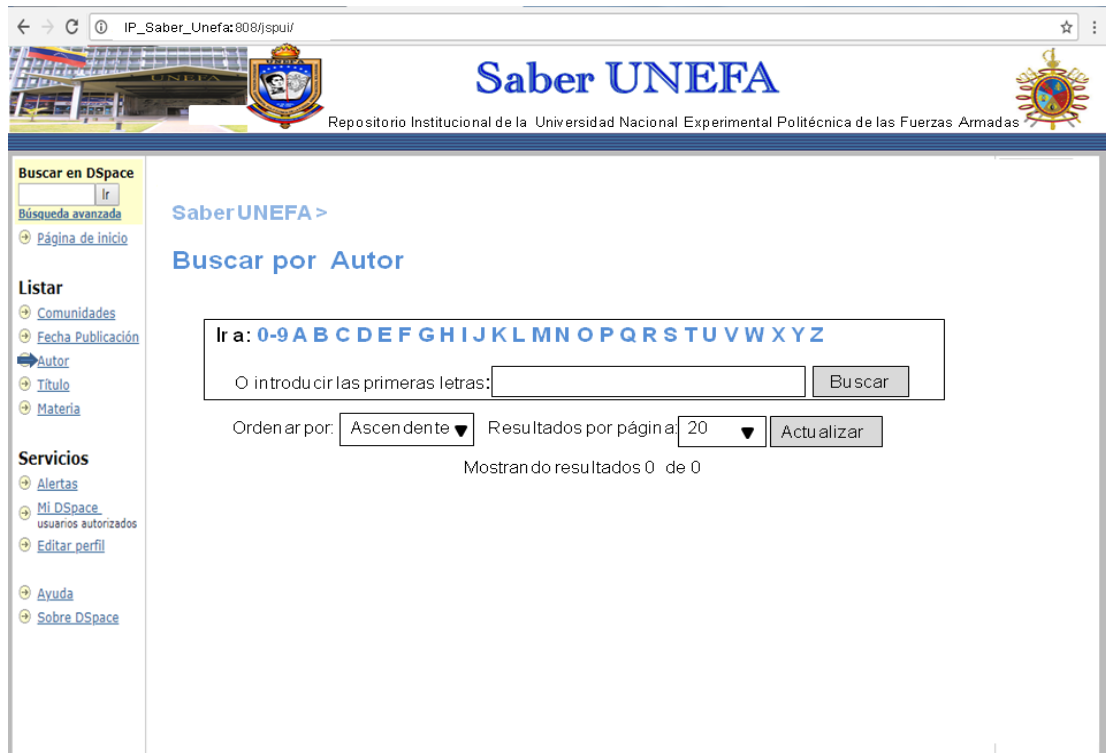 IP_Saber_Unefa:808/jspui/
UNEFA
UNEFA
Saber UNEFA
Repositorio Institucional de la Universidad Nacional Experimental Politécnica de las Fuerzas Armadas
Buscar en DSpace
Ir
Búsqueda avanzada
Página de inicio
Listar
Comunidades
Fecha Publicación
Autor
Título
Materia
Servicios
Alertas
Mi DSpace
usuarios autorizados
Editar perfil
Ayuda
Sobre DSpace
SaberUNEFA >
Buscar por Autor
Ir a: 0-9 A B C D E F G H I J K L M N O P Q R S T U V W X Y Z
O introducir las primeras letras: Buscar
Ordenar por: Ascendente Resultados por página: 20 Actualizar
Mostrando resultados 0 de 0